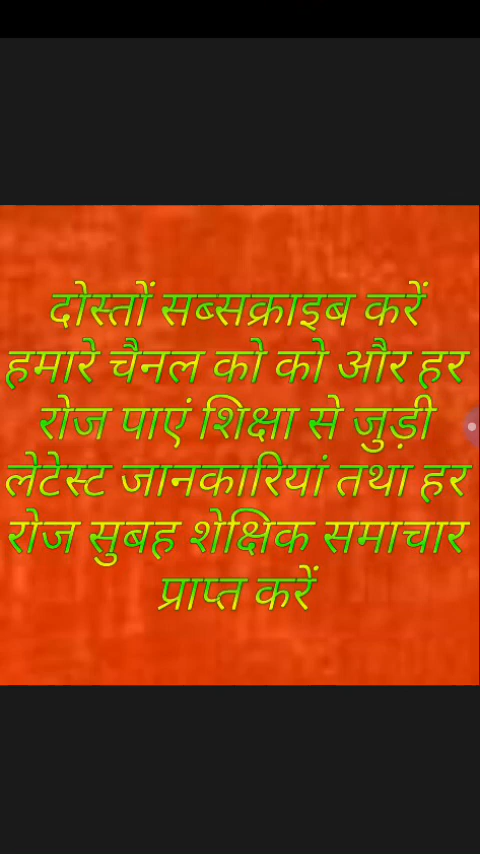 दोस्तों सब्सक्राइब करें
हमारे चैनल को को और हर
रोज पाएं शिक्षा से जुड़ी
लेटेस्ट जानकारियां तथा हर
रोज सुबह शेक्षिक समाचार
प्राप्त करें